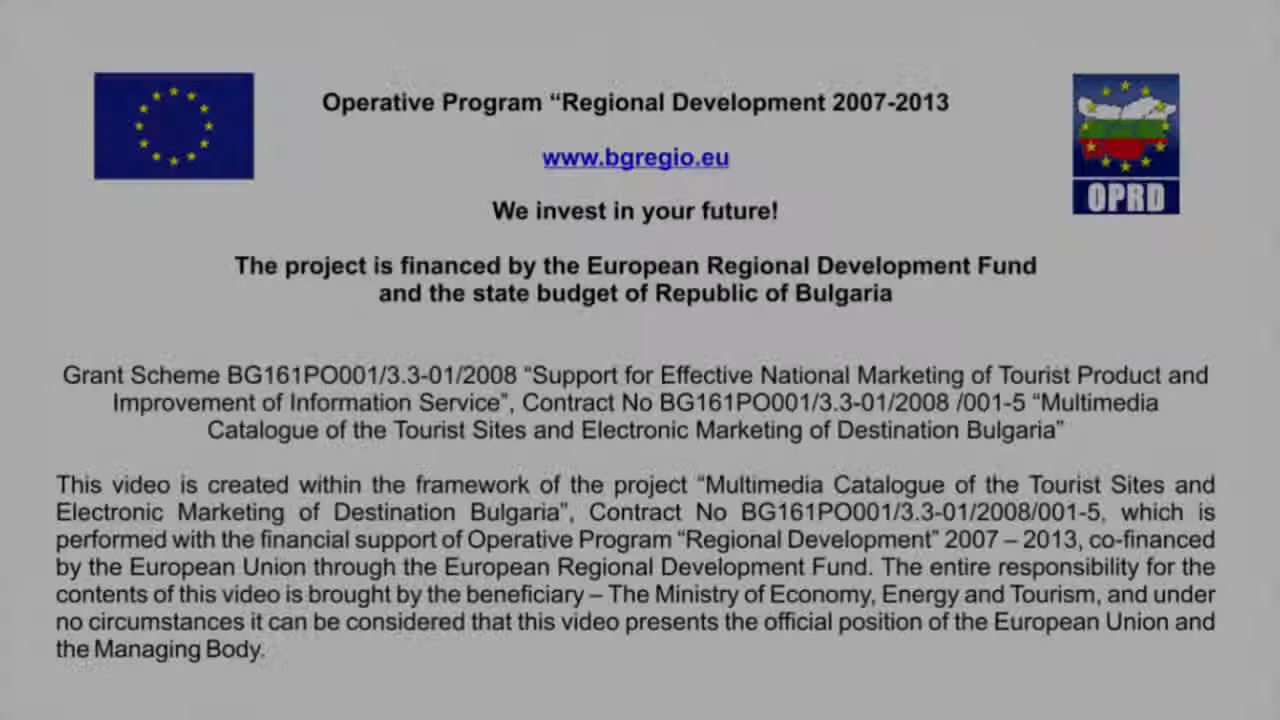 Operative Program “Regional Development 2007-2013
www.bgregio.eu
We invest in your future!
OPRD
The project is financed by the European Regional Development Fund
and the state budget of Republic of Bulgaria
Grant Scheme BG161PO001/3.3-01/2008 “Support for Effective National Marketing of Tourist Product and
Improvement of Information Service”, Contract No BG161PO001/3.3-01/2008 /001-5 “Multimedia
Catalogue of the Tourist Sites and Electronic Marketing of Destination Bulgaria”
This video is created within the framework of the project “Multimedia Catalogue of the Tourist Sites and
Electronic Marketing of Destination Bulgaria”, Contract No BG161PO001/3.3-01/2008/001-5, which is
performed with the financial support of Operative Program “Regional Development” 2007 – 2013, co-financed
by the European Union through the European Regional Development Fund. The entire responsibility for the
contents of this video is brought by the beneficiary – The Ministry of Economy, Energy and Tourism, and under
no circumstances it can be considered that this video presents the official position of the European Union and
the Managing Body.